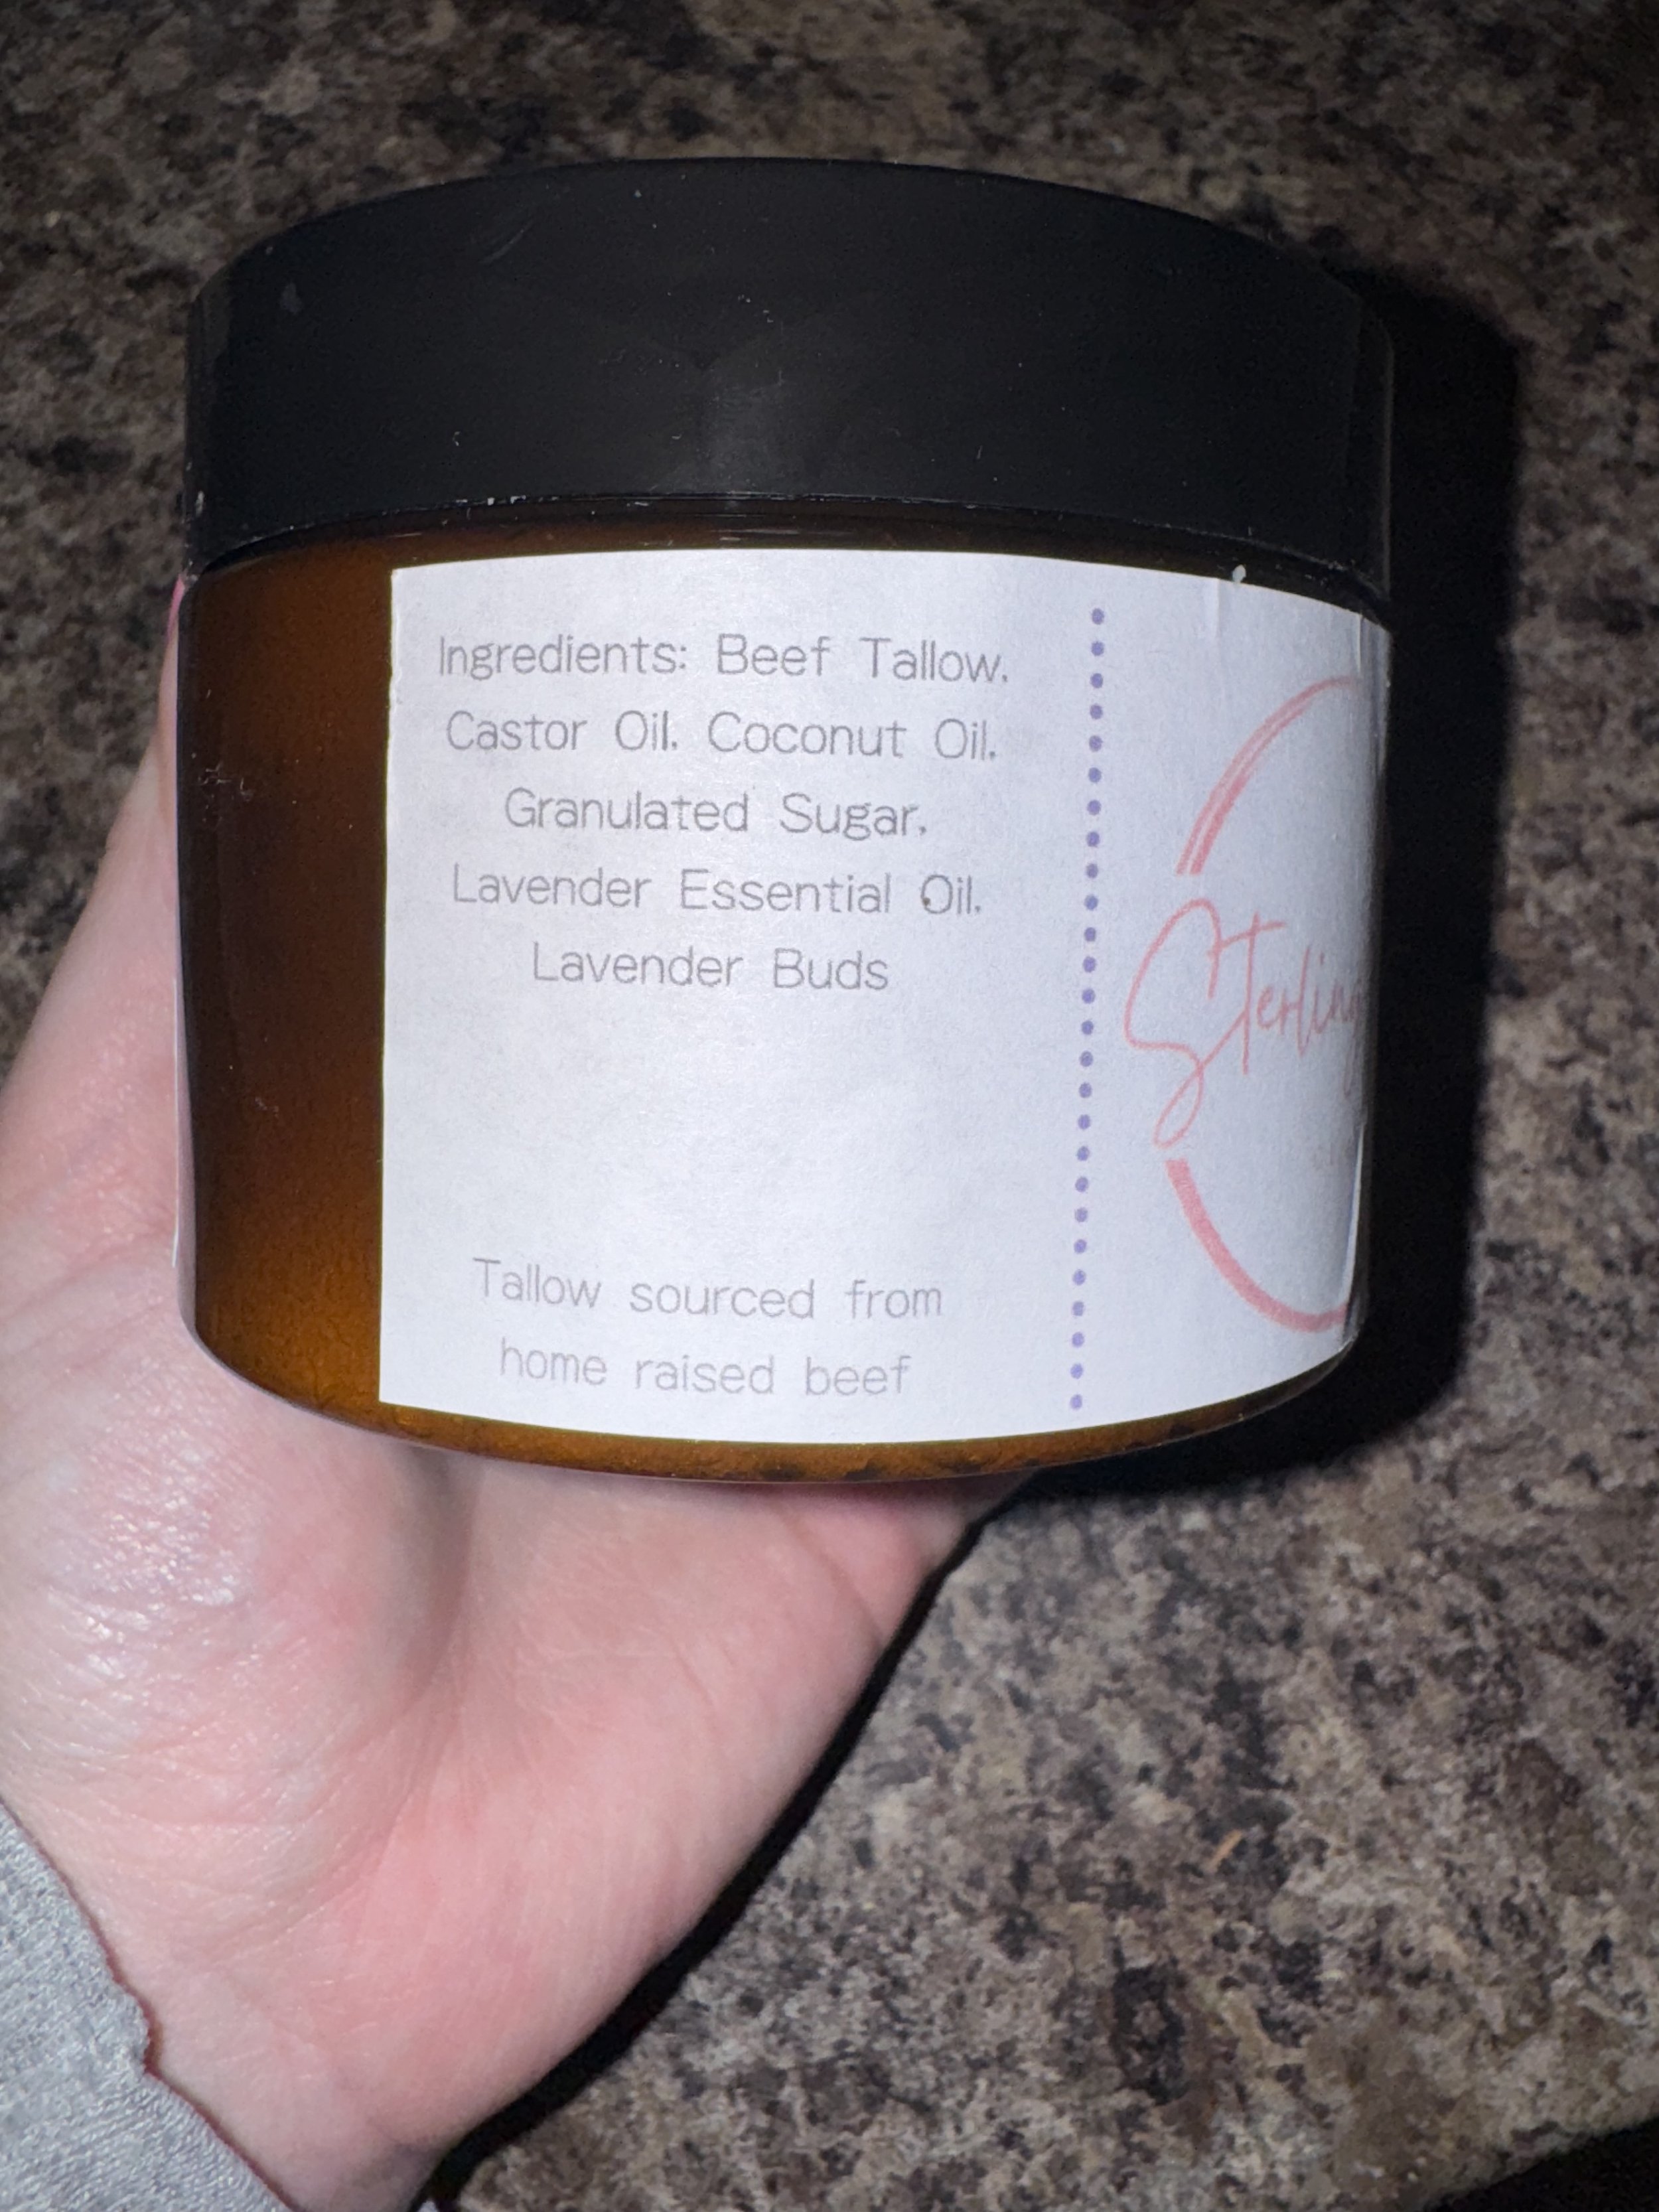 Ingredients: Beef Tallow,
Castor Oil, Coconut Oil,
Granulated Sugar,
Lavender Essential Oil,
Lavender Buds
Tallow sourced from
home raised beef
Sterling